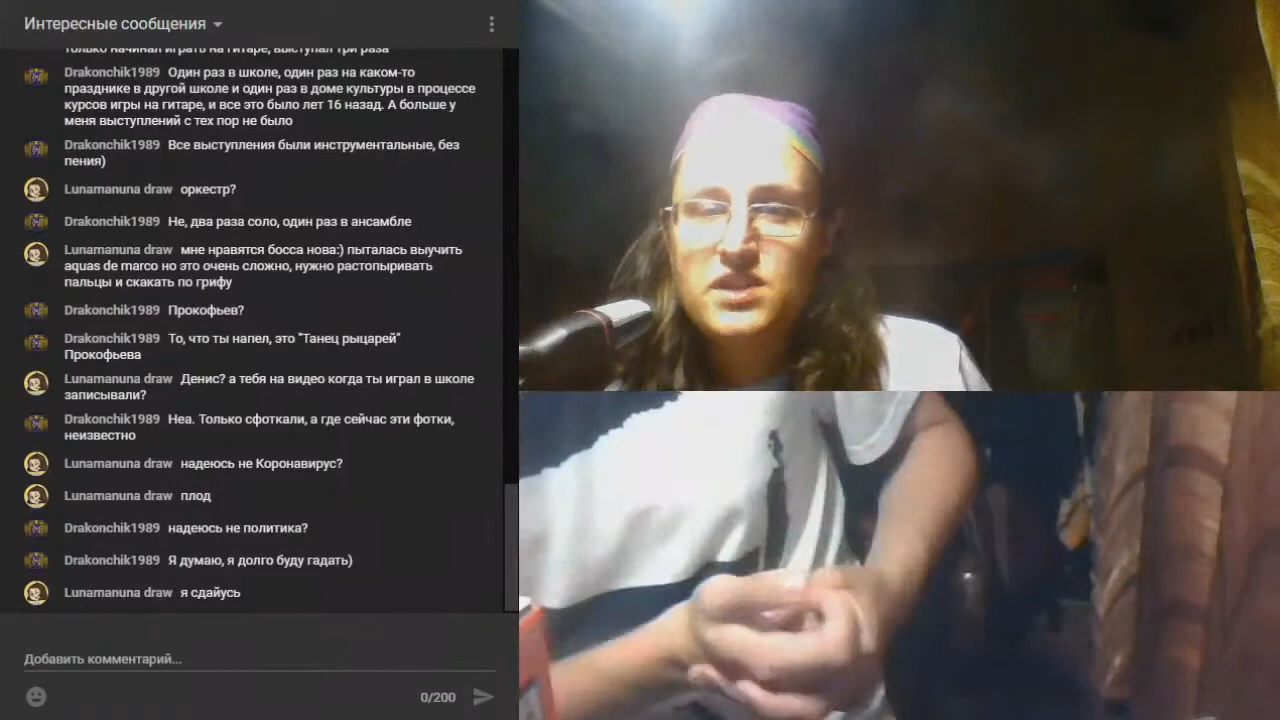 Интересные сообщения
только начинал играть на гитаре, выступал три раза
Drakonchik1989 Один раз в школе, один раз на каком-то
празднике в другой школе и один раз в доме культуры в процессе
курсов игры на гитаре, и все это было лет 16 назад. А больше у
меня выступлений с тех пор не было
Drakonchik1989 Все выступления были инструментальные, без
пения)
Lunamanuna draw оркестр?
Drakonchik1989 Не, два раза соло, один раз в ансамбле
Lunamanuna draw мне нравятся босса нова:) пыталась выучить
aquas de marco но это очень сложно, нужно растопыривать
пальцы и скакать по грифу
Drakonchik1989 Прокофьев?
Drakonchik1989 То, что ты напел, это "Танец рыцарей"
Прокофьева
Lunamanuna draw Денис? а тебя на видео когда ты играл в школе
записывали?
Drakonchik1989 Неа. Только сфоткали, а где сейчас эти фотки,
неизвестно
Lunamanuna draw надеюсь не Коронавирус?
Lunamanuna draw плод
Drakonchik1989 надеюсь не политика?
Drakonchik1989 Я думаю, я долго буду гадать)
Lunamanuna draw я сдайусь
Добавить комментарий...
0/200